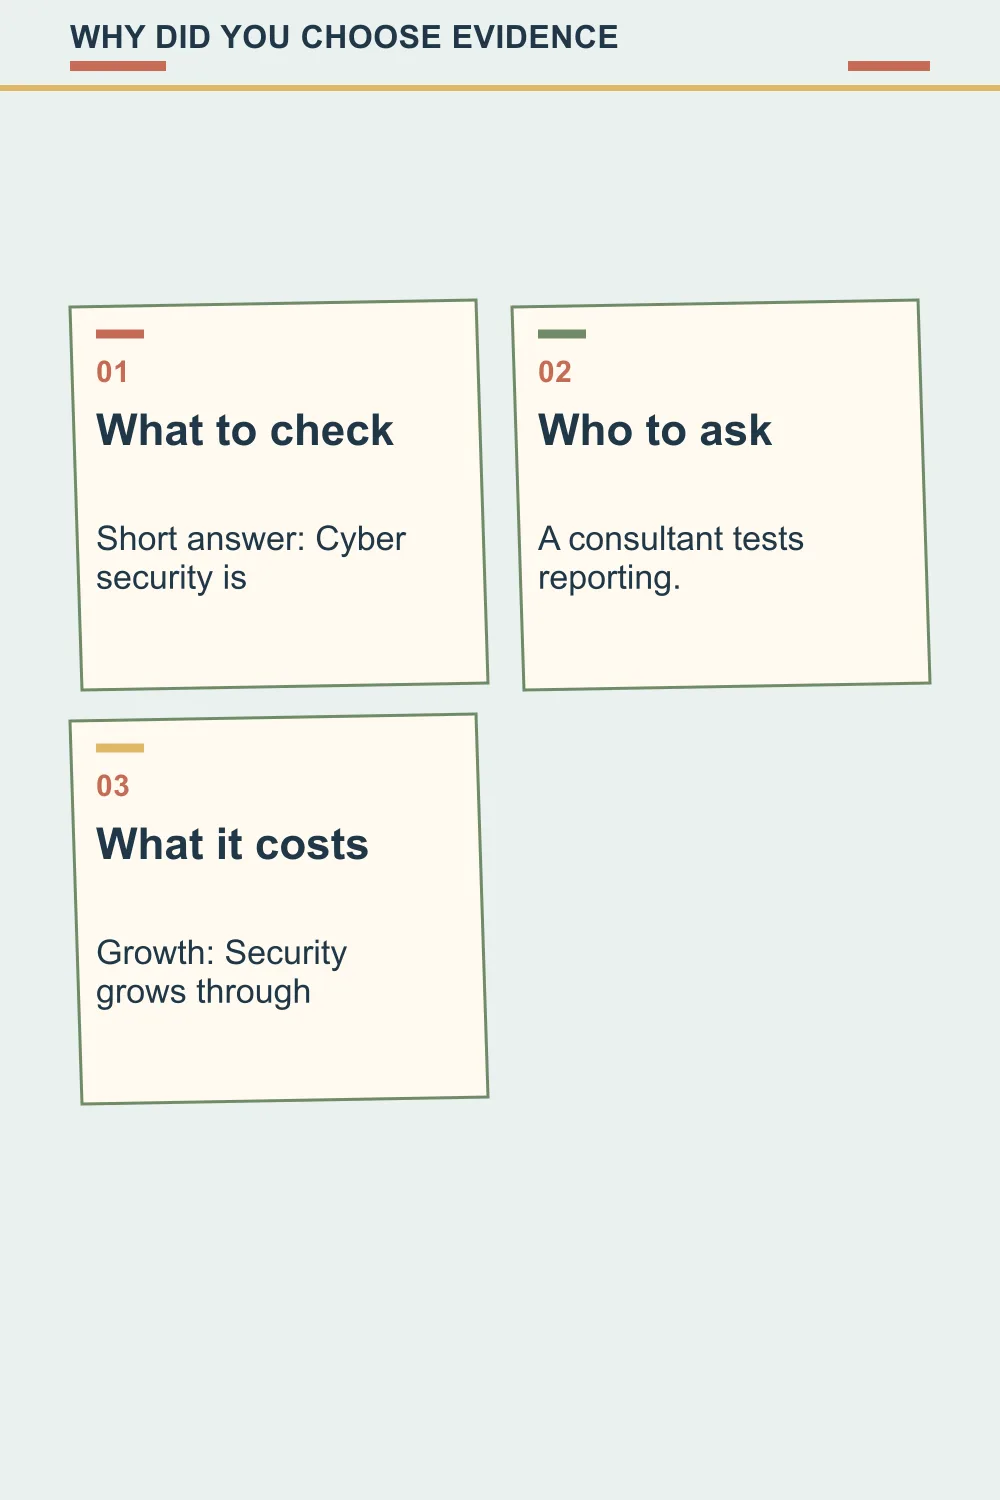 WHY DID YOU CHOOSE EVIDENCE
01
What to check
Short answer: Cyber
security is
02
Who to ask
A consultant tests
reporting.
03
What it costs
Growth: Security
grows through